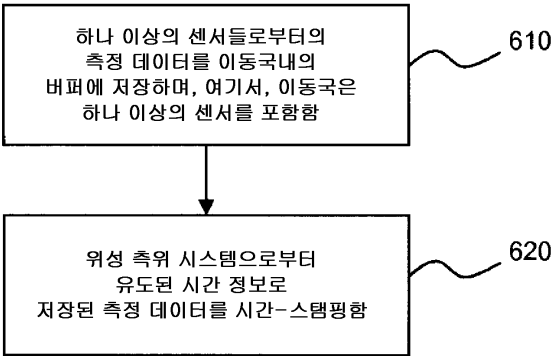 하나 이상의 센서들로부터의
측정 데이터를 이동국내의
버퍼에 저장하며, 여기서, 이동국은
하나 이상의 센서를 포함함
610
위성 측위 시스템으로부터
유도된 시간 정보로
저장된 측정 데이터를 시간-스탬핑함
620